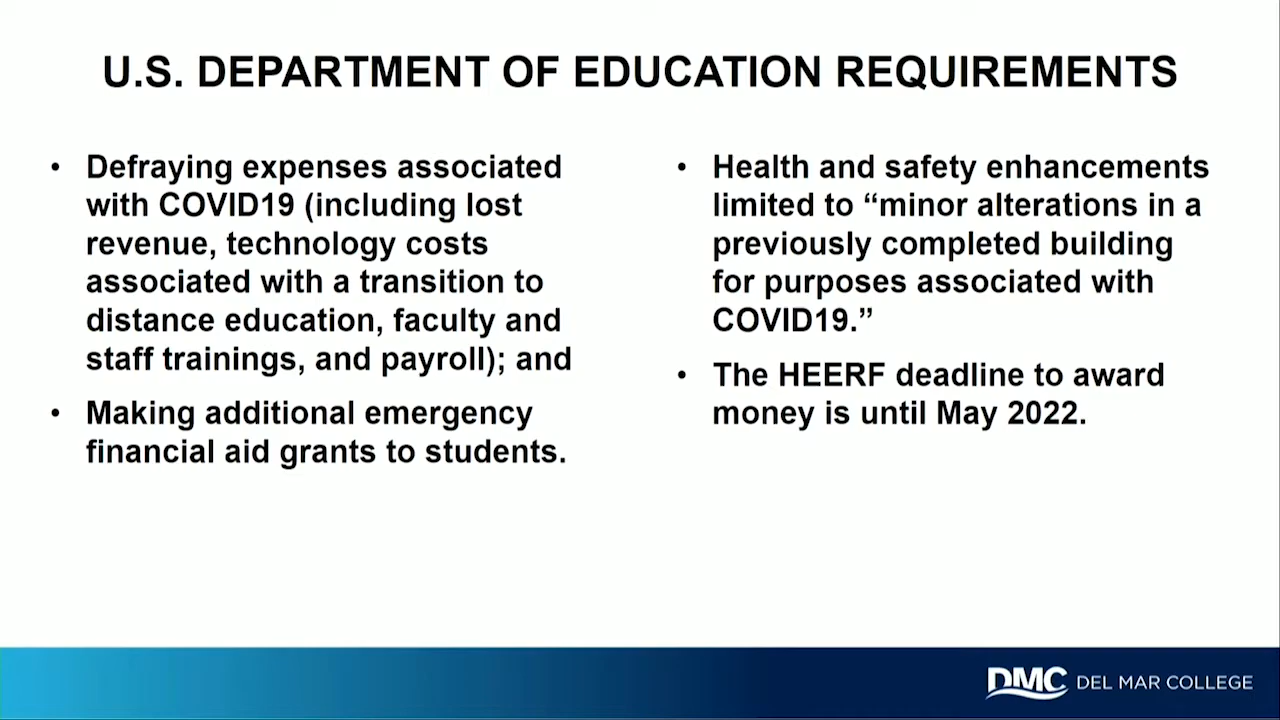 U.S. DEPARTMENT OF EDUCATION REQUIREMENTS
• Defraying expenses associated
with COVID19 (including lost
revenue, technology costs
associated with a transition to
distance education, faculty and
staff trainings, and payroll); and
• Making additional emergency
financial aid grants to students.
• Health and safety enhancements
limited to “minor alterations in a
previously completed building
for purposes associated with
COVID19.”
• The HEERF deadline to award
money is until May 2022.
DMC DEL MAR COLLEGE